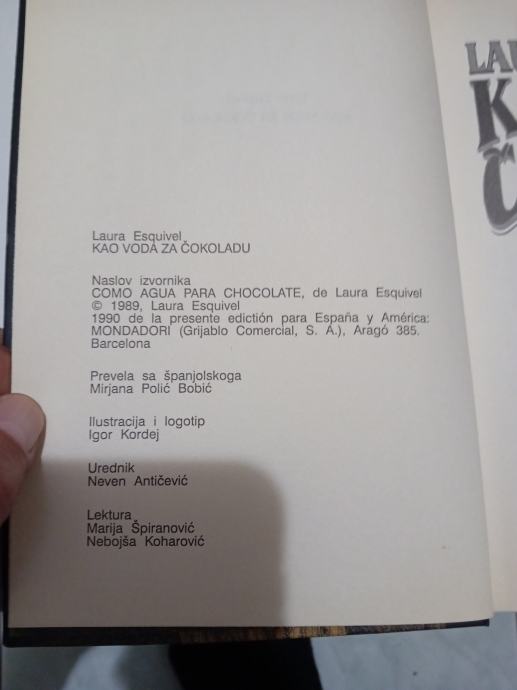 Laura Esquivel
KAO VODA ZA ČOKOLADU
Naslov izvornika
COMO AGUA PARA CHOCOLATE, de Laura Esquivel
© 1989, Laura Esquivel
1990 de la presente edictión para España y América:
MONDADORI (Grijablo Comercial, S. A.), Aragó 385.
Barcelona
Prevela sa španjolskoga
Mirjana Polić Bobić
Ilustracija i logotip
Igor Kordej
Urednik
Neven Antičević
Lektura
Marija Špiranović
Nebojša Koharović